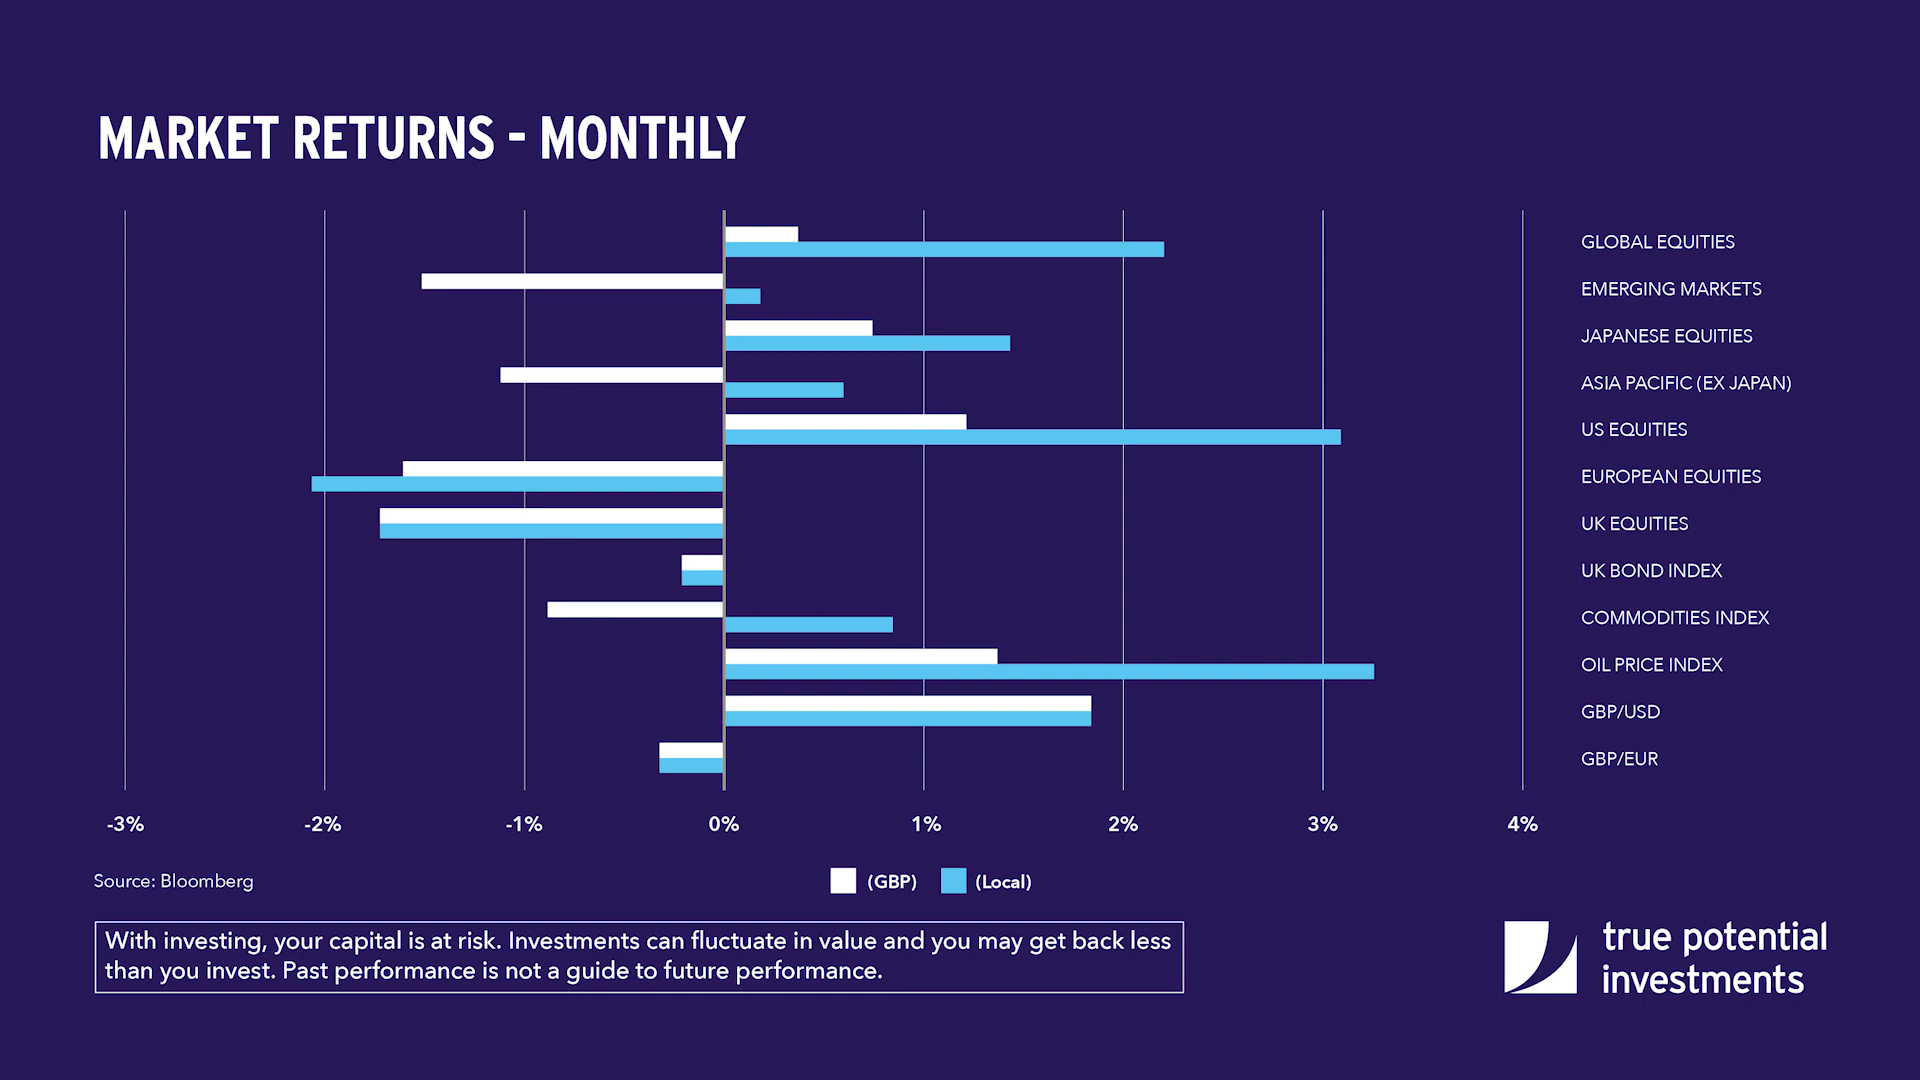 MARKET RETURNS - MONTHLY
GLOBAL EQUITIES
EMERGING MARKETS
JAPANESE EQUITIES
ASIA PACIFIC (EX JAPAN)
US EQUITIES
EUROPEAN EQUITIES
UK EQUITIES
UK BOND INDEX
COMMODITIES INDEX
OIL PRICE INDEX
GBP/USD
GBP/EUR
-3% -2% -1% 0% 1% 2% 3% 4%
Source: Bloomberg
(GBP) (Local)
With investing, your capital is at risk. Investments can fluctuate in value and you may get back less
than you invest. Past performance is not a guide to future performance.
true potential
investments